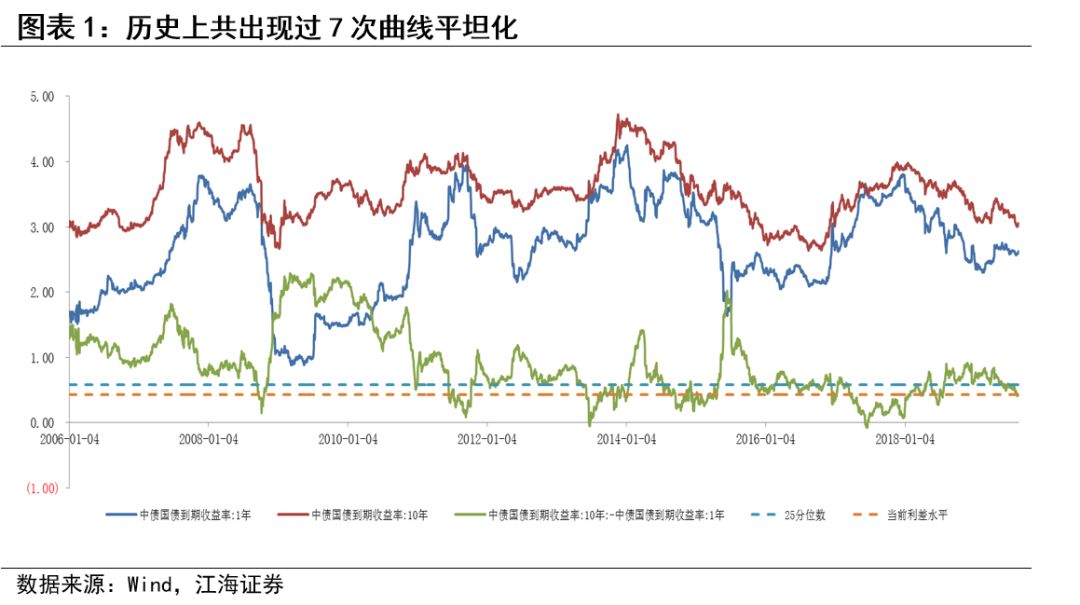 图表 1：历史上共出现过 7 次曲线平坦化
5.00
4.00
3.00
2.00
1.00
0.00
(1.00)
2006-01-04 2008-01-04 2010-01-04 2012-01-04 2014-01-04 2016-01-04 2018-01-04
中债国债到期收益率:1年 中债国债到期收益率:10年 中债国债到期收益率:10年:-中债国债到期收益率:1年 25分位数 当前利差水平
数据来源：Wind，江海证券